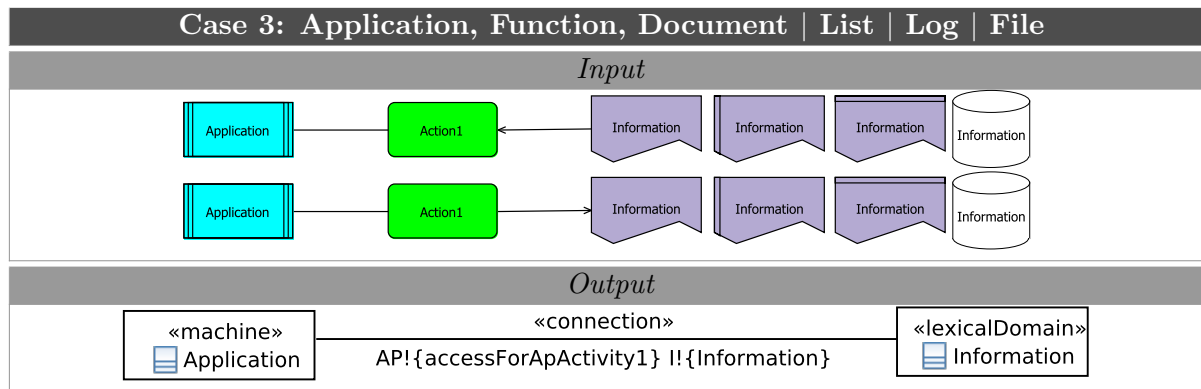 Case 3: Application, Function, Document | List | Log | File
Input
Application Action1 Information Information Information Information
Application Action1 Information Information Information Information
Output
«machine»
Application
«connection»
AP!{accessForApActivity1} I!{Information}
«lexicalDomain»
Information